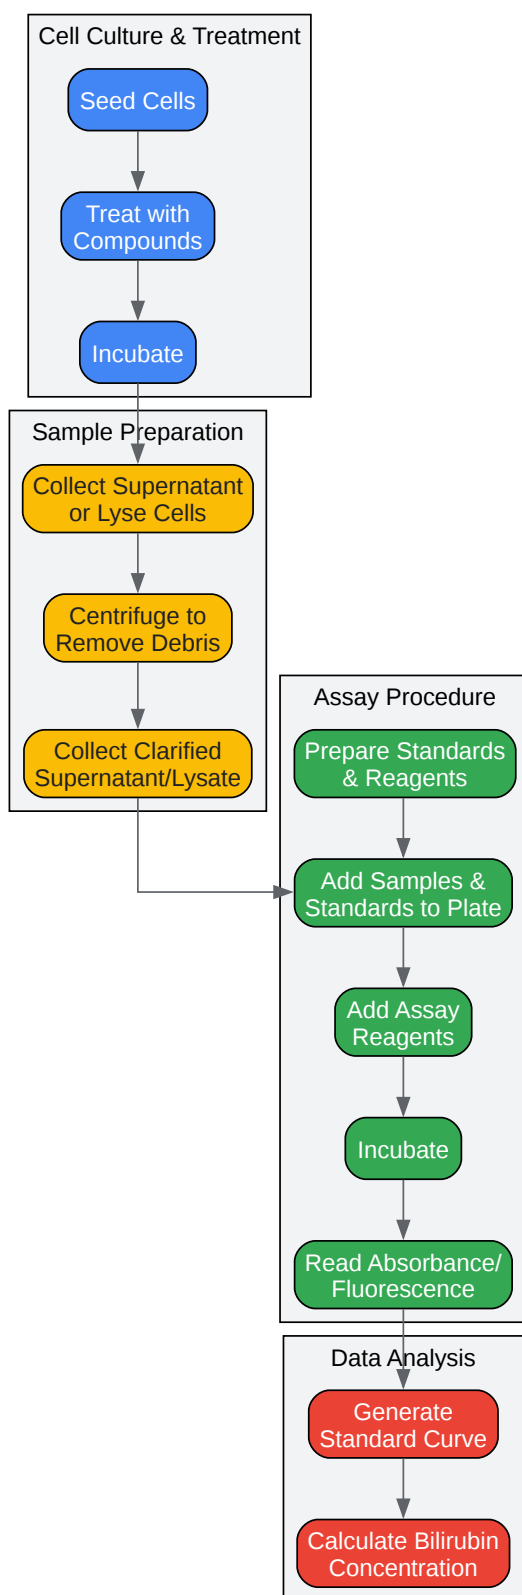 Cell Culture & Treatment
Seed Cells
Treat with
Compounds
Incubate
Sample Preparation
Collect Supernatant
or Lyse Cells
Centrifuge to
Remove Debris
Collect Clarified
Supernatant/Lysate
Assay Procedure
Prepare Standards
& Reagents
Add Samples &
Standards to Plate
Add Assay
Reagents
Incubate
Read Absorbance/
Fluorescence
Data Analysis
Generate
Standard Curve
Calculate Bilirubin
Concentration